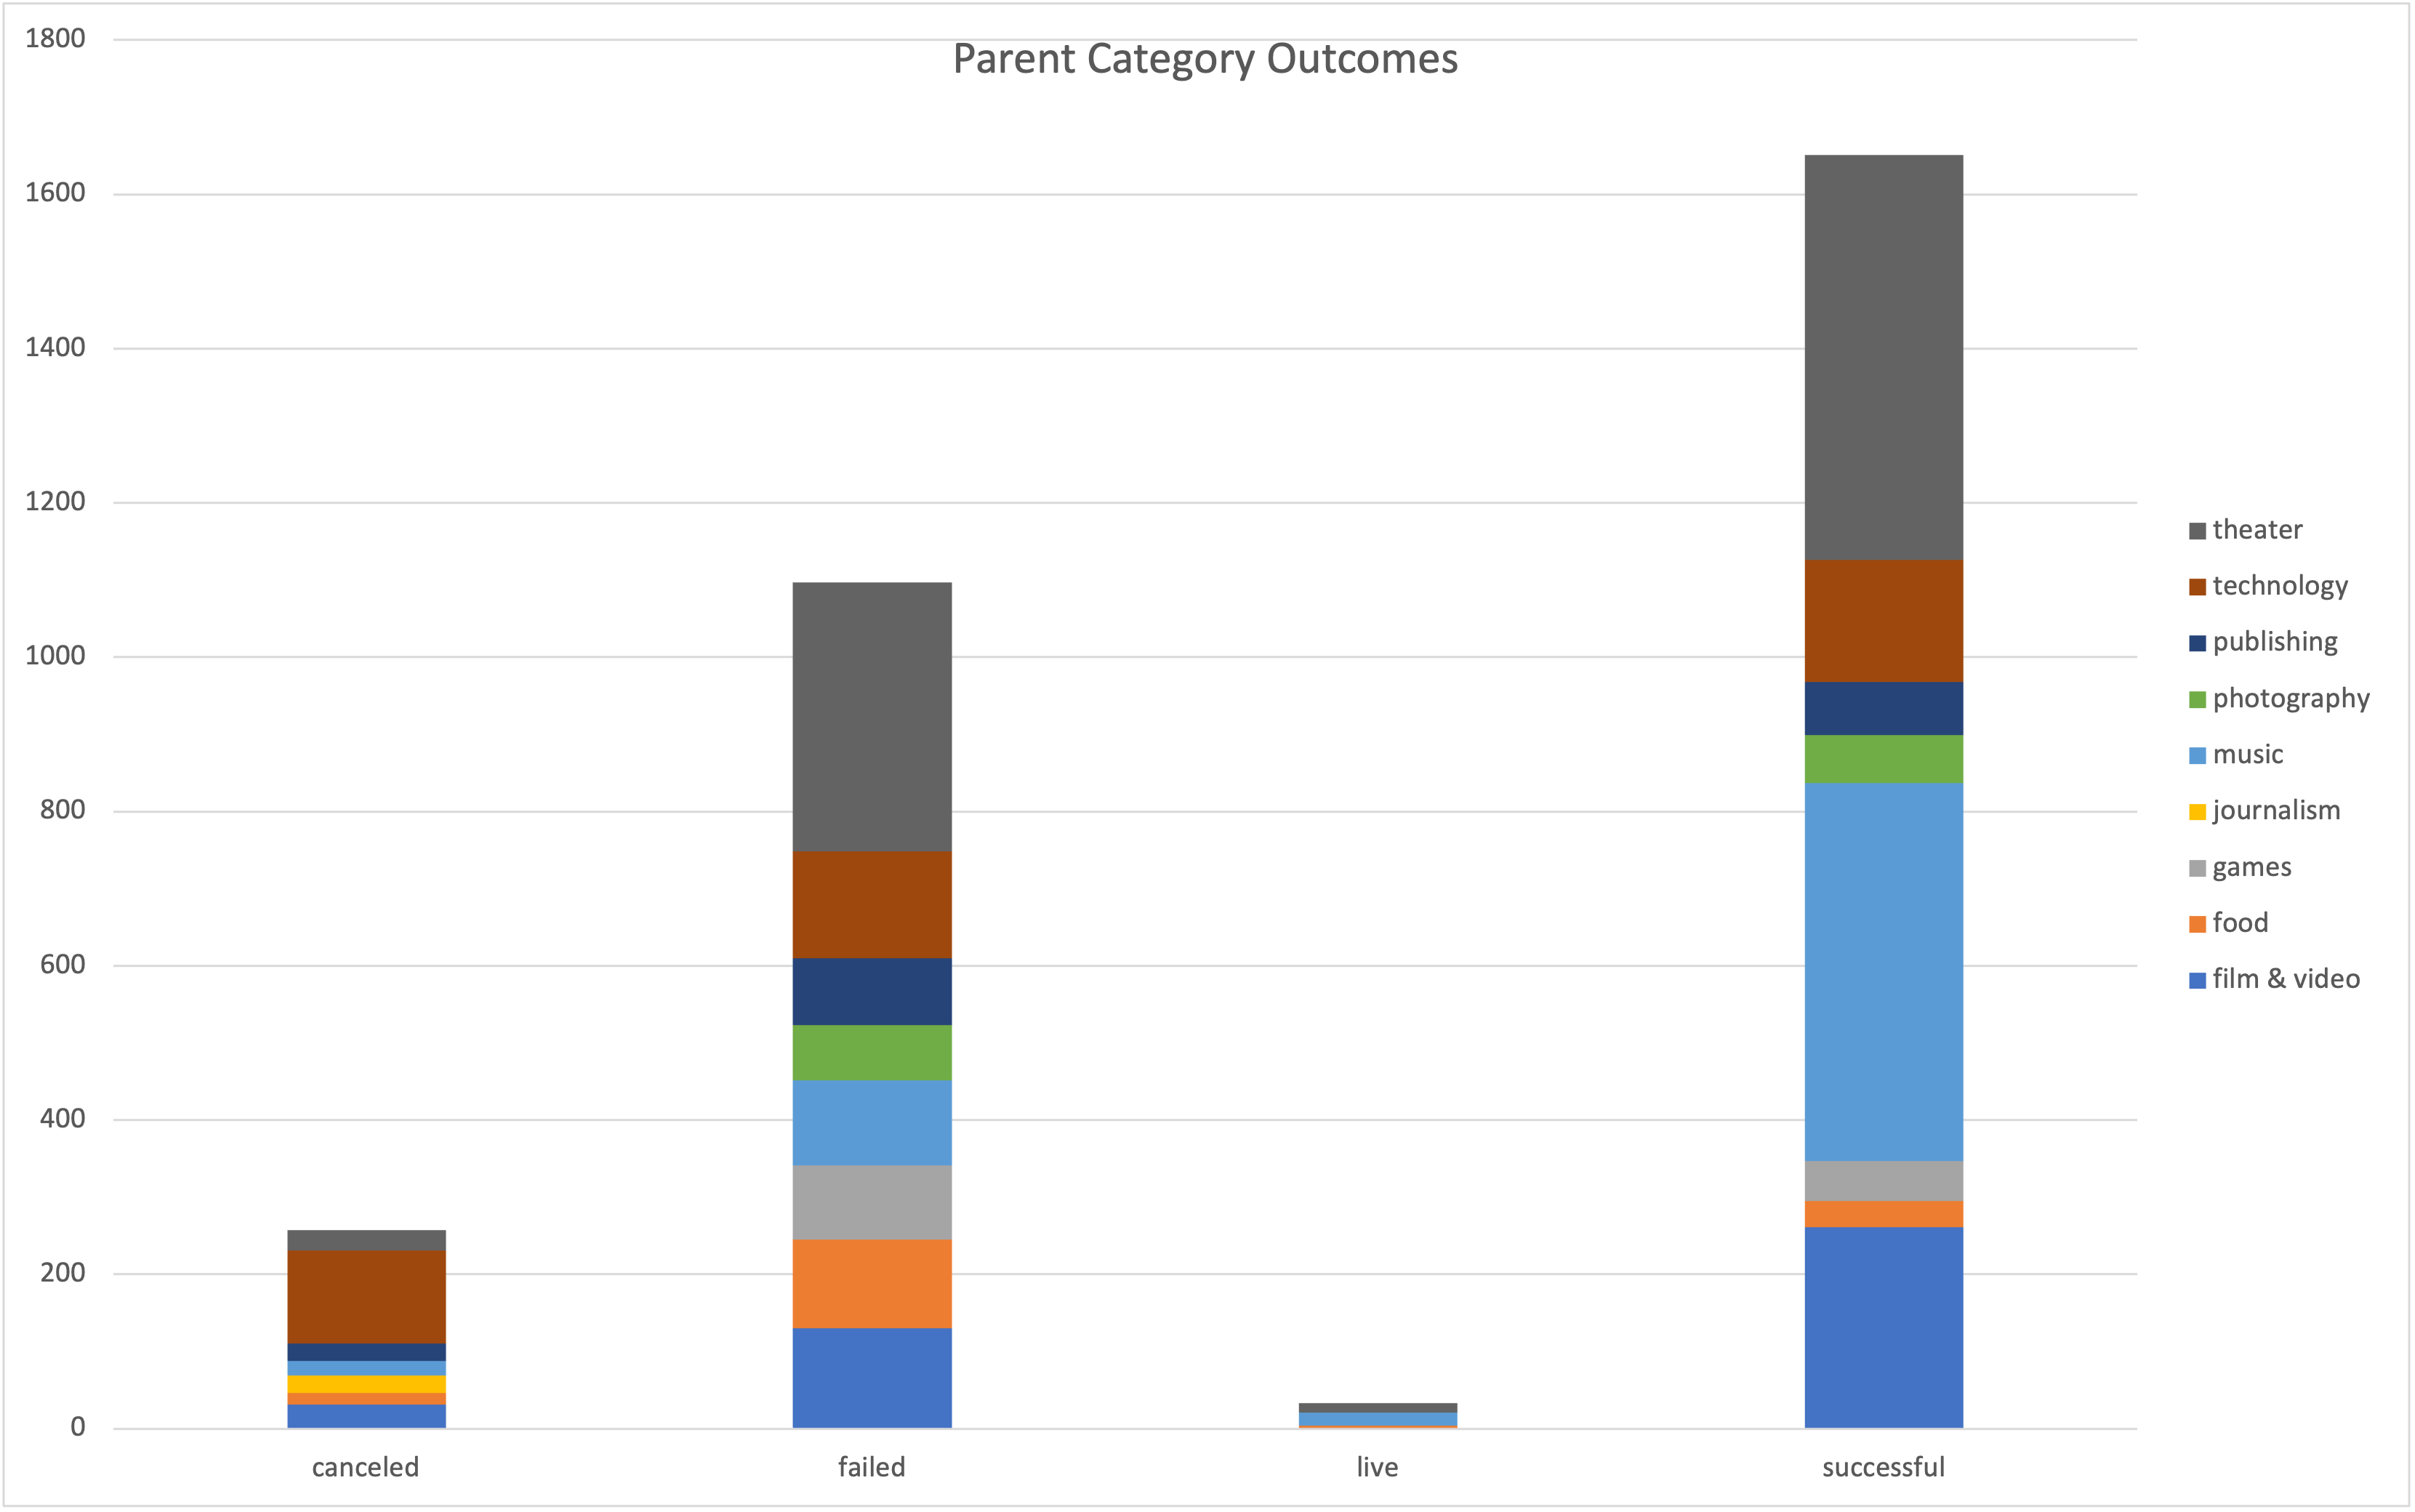 Parent Category Outcomes
1800
1600
1400
1200
1000
800
600
400
200
0
canceled failed live successful
theater
technology
publishing
photography
music
journalism
games
food
film & video